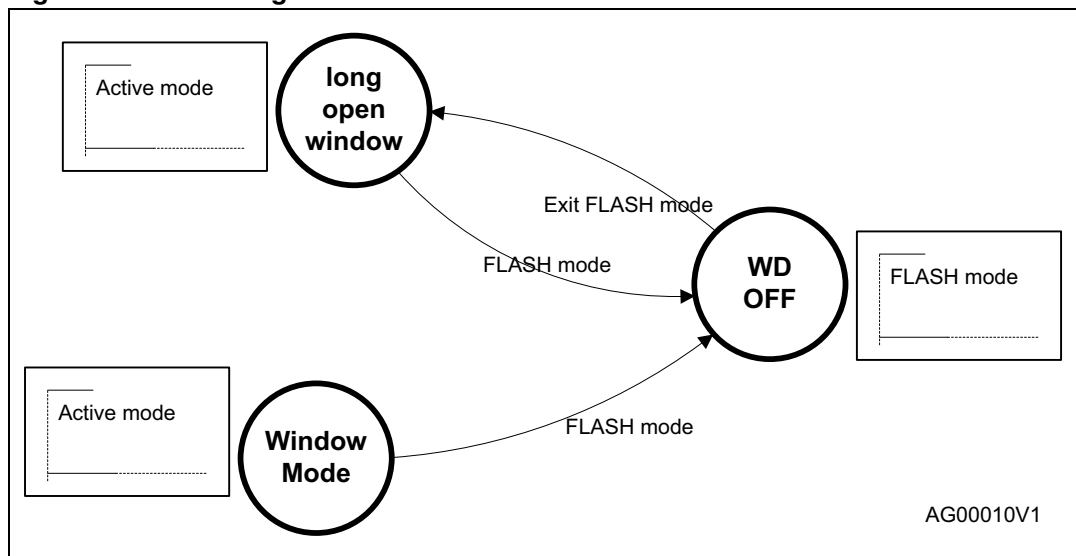 Active mode
long
open
window
Exit FLASH mode
FLASH mode
WD
OFF
FLASH mode
Active mode
Window
Mode
FLASH mode
AG00010V1